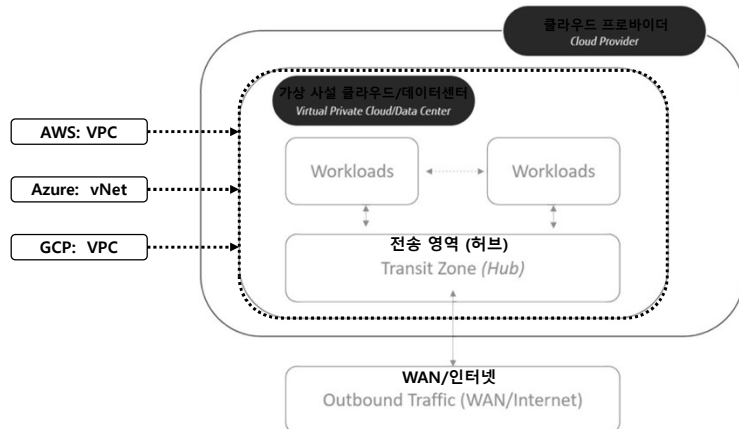 클라우드 프로바이더
Cloud Provider
가상 사설 클라우드/데이터센터
Virtual Private Cloud/Data Center
AWS: VPC
Workloads
Workloads
Azure: vNet
GCP: VPC
전송 영역 (허브)
Transit Zone (Hub)
WAN/인터넷
Outbound Traffic (WAN/Internet)